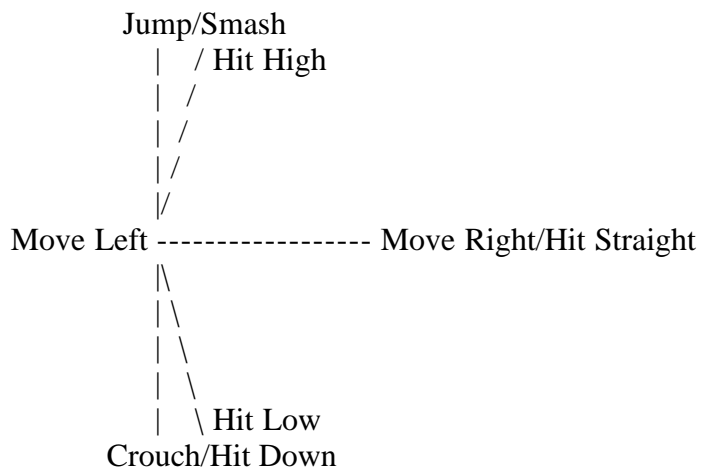 Jump/Smash
Hit High
Move Left ------------------ Move Right/Hit Straight
Hit Low
Crouch/Hit Down